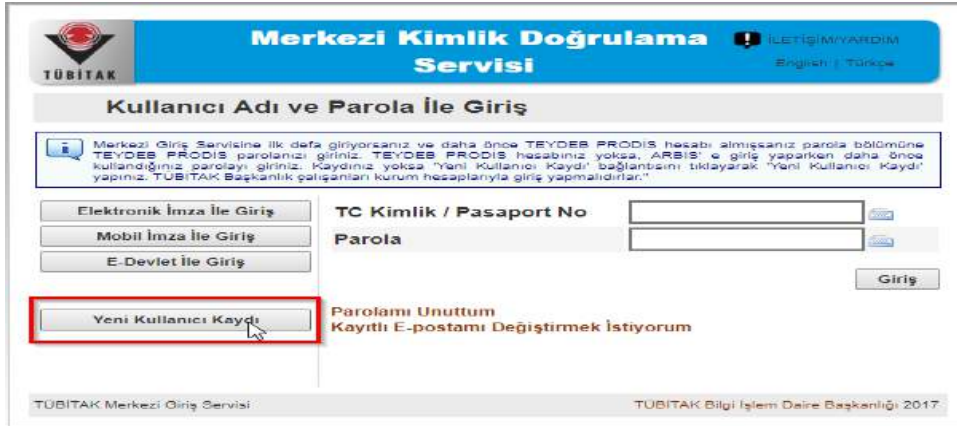 TÜBİTAK
Merkezi Kimlik Doğrulama
Servisi
İLETİŞİM/YARDIM
English | Türkçe
Kullanıcı Adı ve Parola İle Giriş
Merkezi Giriş Servisine ilk defa giriyorsanız ve daha önce TEYDEB PRODİS hesabı almışsanız parola bölümüne
TEYDEB PRODİS parolanızı giriniz. TEYDEB PRODİS hesabınız yoksa, ARBİS' e giriş yaparken daha önce
kullandığınız parolayı giriniz. Kaydınız yoksa "Yeni Kullanıcı Kaydı" bağlantısını tıklayarak "Yeni Kullanıcı Kaydı"
yapınız. TÜBİTAK Başkanlık çalışanları kurum hesaplarıyla giriş yapmalıdırlar."
Elektronik İmza İle Giriş
Mobil İmza İle Giriş
E-Devlet İle Giriş
Yeni Kullanıcı Kaydı
TC Kimlik / Pasaport No
Parola
Giriş
Parolamı Unuttum
Kayıtlı E-postamı Değiştirmek İstiyorum
TÜBİTAK Merkezi Giriş Servisi
TÜBİTAK Bilgi İşlem Daire Başkanlığı 2017